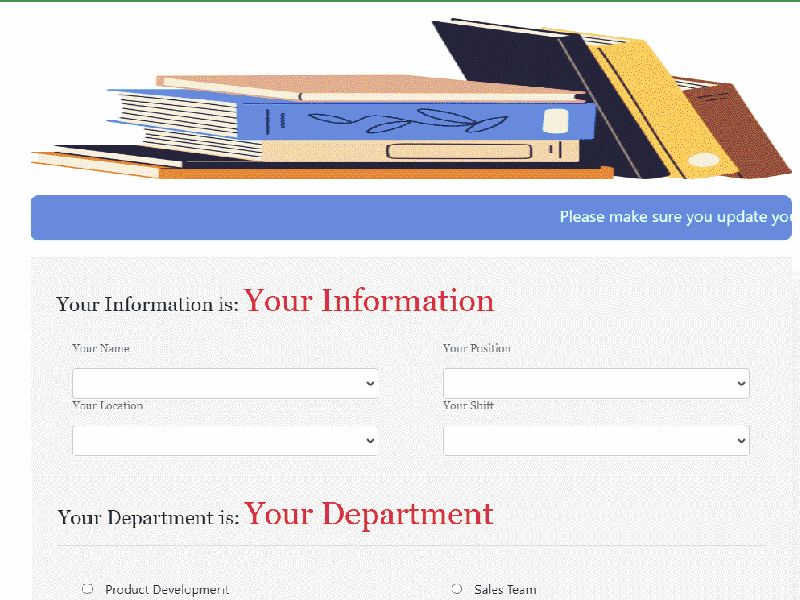 Please make sure you update
Your Information is: Your Information
Your Name
Your Position
Your Location
Your Shift
Your Department is: Your Department
Product Development
Sales Team